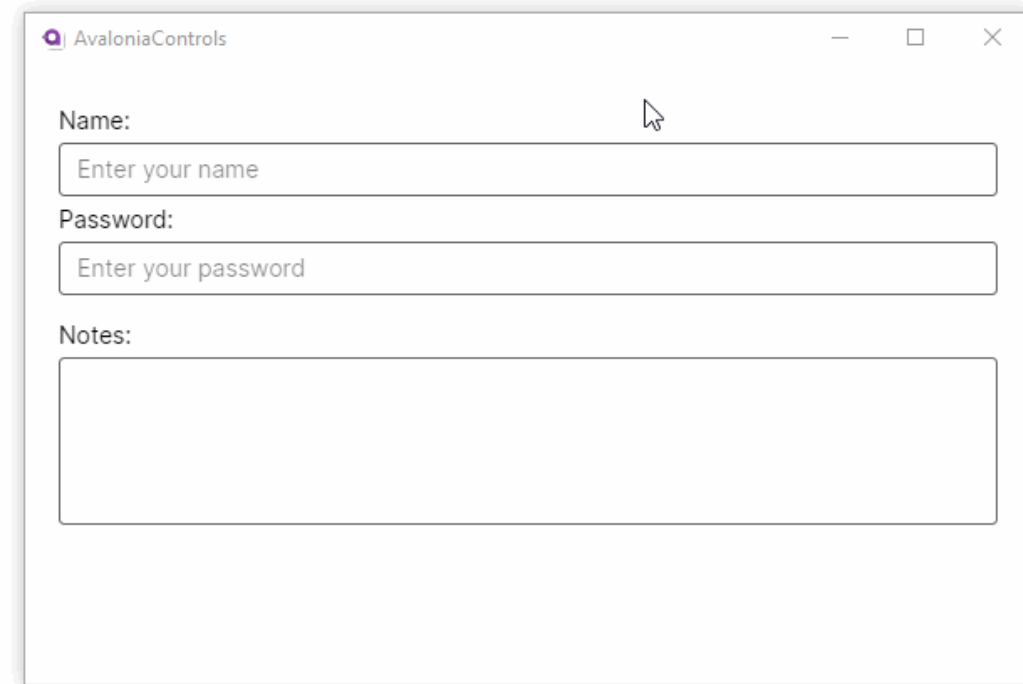 AvaloniaControls
Name:
Enter your name
Password:
Enter your password
Notes: